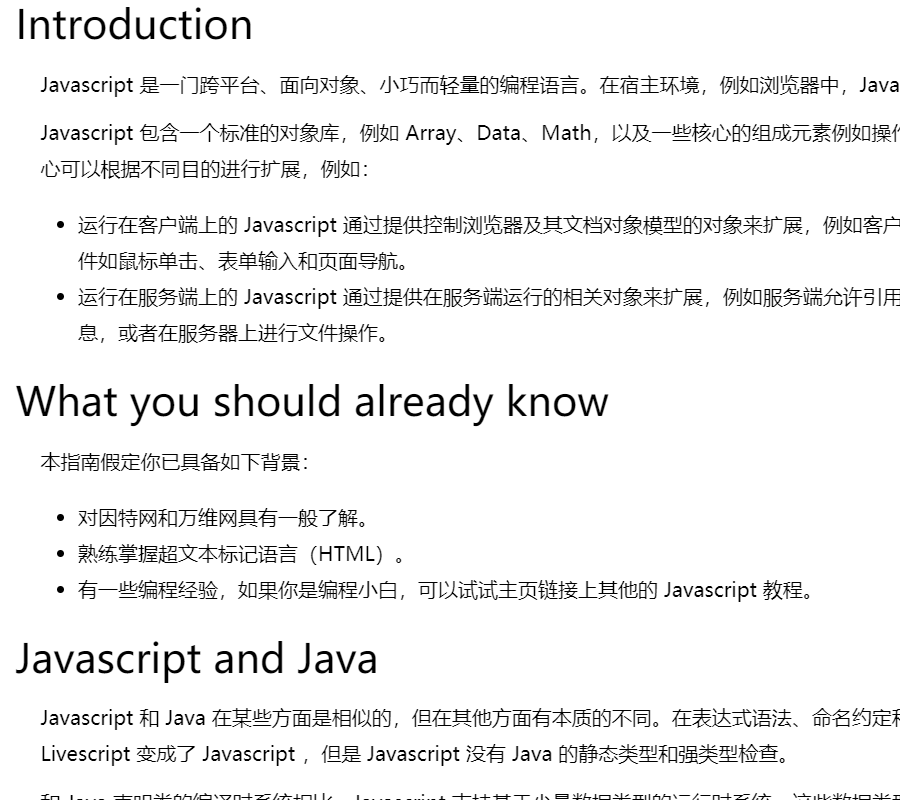 Introduction
Javascript 是一门跨平台、面向对象、小巧而轻量的编程语言。在宿主环境，例如浏览器中，Java
Javascript 包含一个标准的对象库，例如 Array、Data、Math，以及一些核心的组成元素例如操作
心可以根据不同目的进行扩展，例如：
• 运行在客户端上的 Javascript 通过提供控制浏览器及其文档对象模型的对象来扩展，例如客户
件如鼠标单击、表单输入和页面导航。
• 运行在服务端上的 Javascript 通过提供在服务端运行的相关对象来扩展，例如服务端允许引用
息，或者在服务器上进行文件操作。
What you should already know
本指南假定你已具备如下背景：
• 对因特网和万维网具有一般了解。
• 熟练掌握超文本标记语言（HTML）。
• 有一些编程经验，如果你是编程小白，可以试试主页链接上其他的 Javascript 教程。
Javascript and Java
Javascript 和 Java 在某些方面是相似的，但在其他方面有本质的不同。在表达式语法、命名约定和
Livescript 变成了 Javascript ，但是 Javascript 没有 Java 的静态类型和强类型检查。